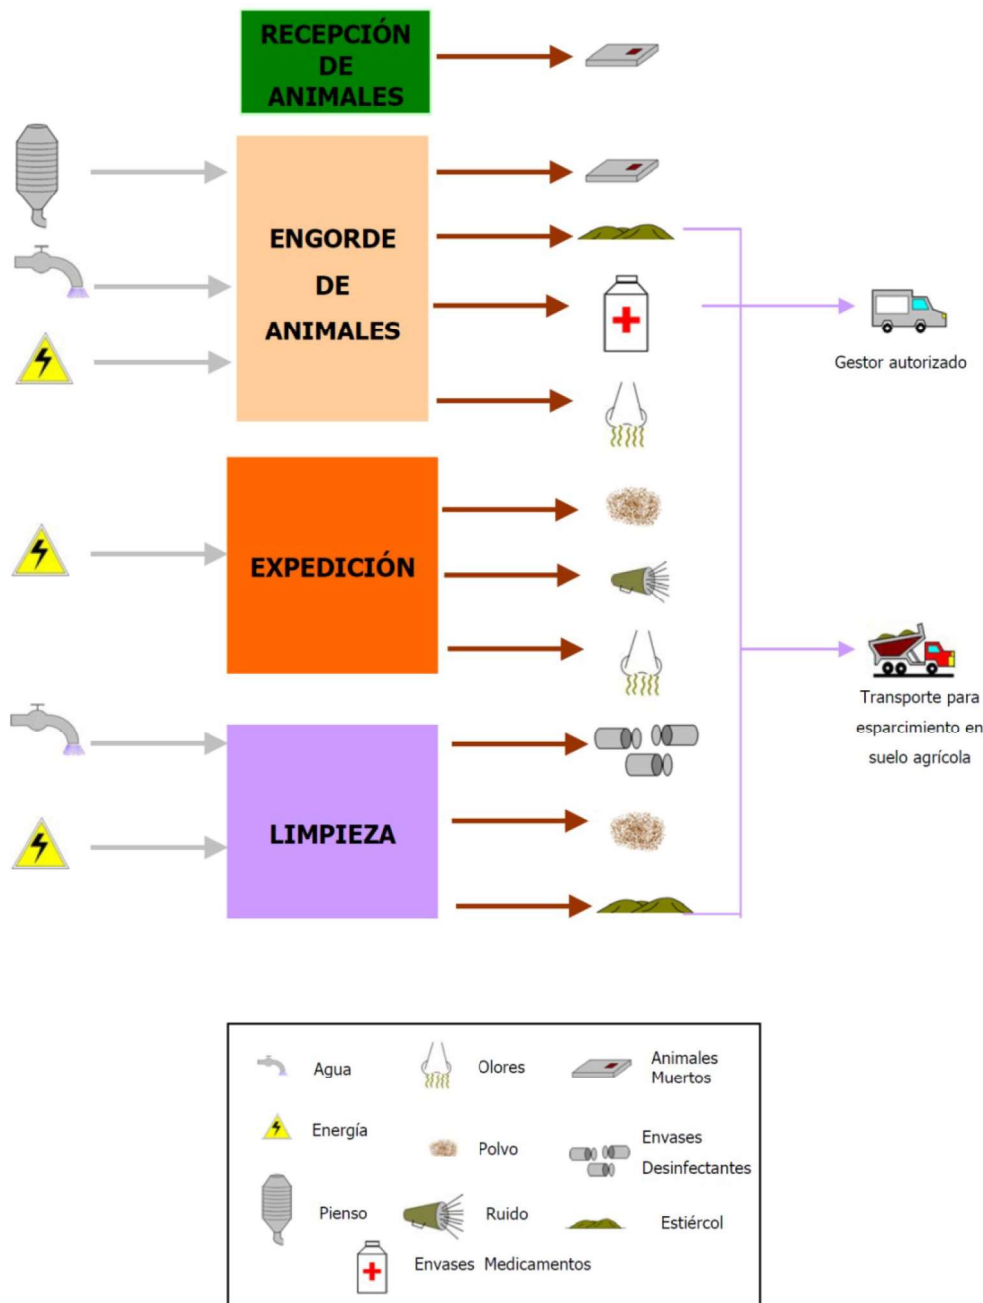 RECEPCIÓN
DE
ANIMALES
ENGORDE
DE
ANIMALES
Gestor autorizado
EXPEDICIÓN
Transporte para
esparcimiento en
suelo agrícola
LIMPIEZA
Agua
Olores
Animales
Muertos
Energía
Polvo
Envases
Desinfectantes
Pienso
Ruido
Estiércol
Envases Medicamentos